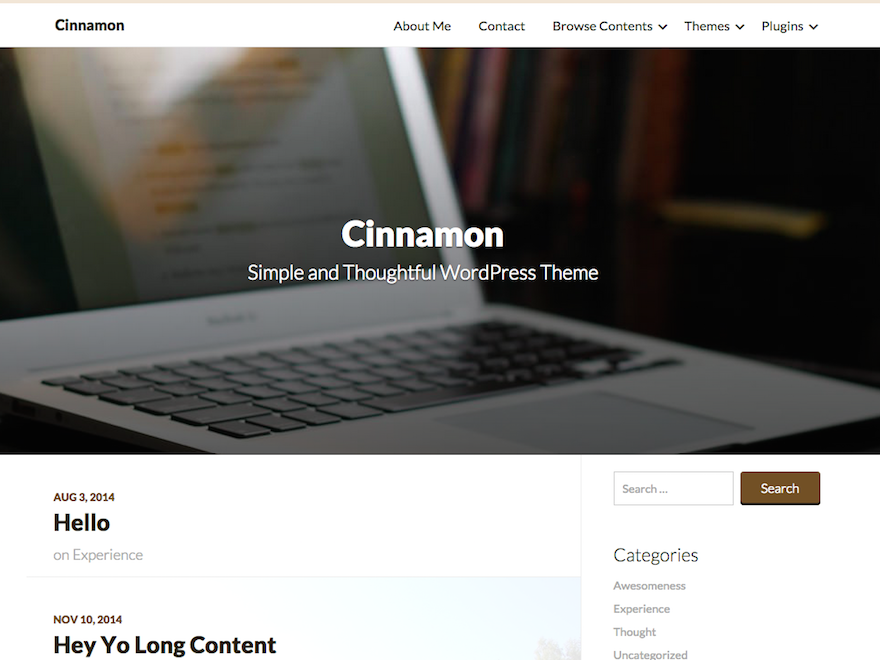 Cinnamon
About Me Contact Browse Contents Themes Plugins
Cinnamon
Simple and Thoughtful WordPress Theme
AUG 3, 2014
Hello
on Experience
NOV 10, 2014
Hey Yo Long Content
Search ...
Search
Categories
Awesomeness
Experience
Thought
Uncategorized